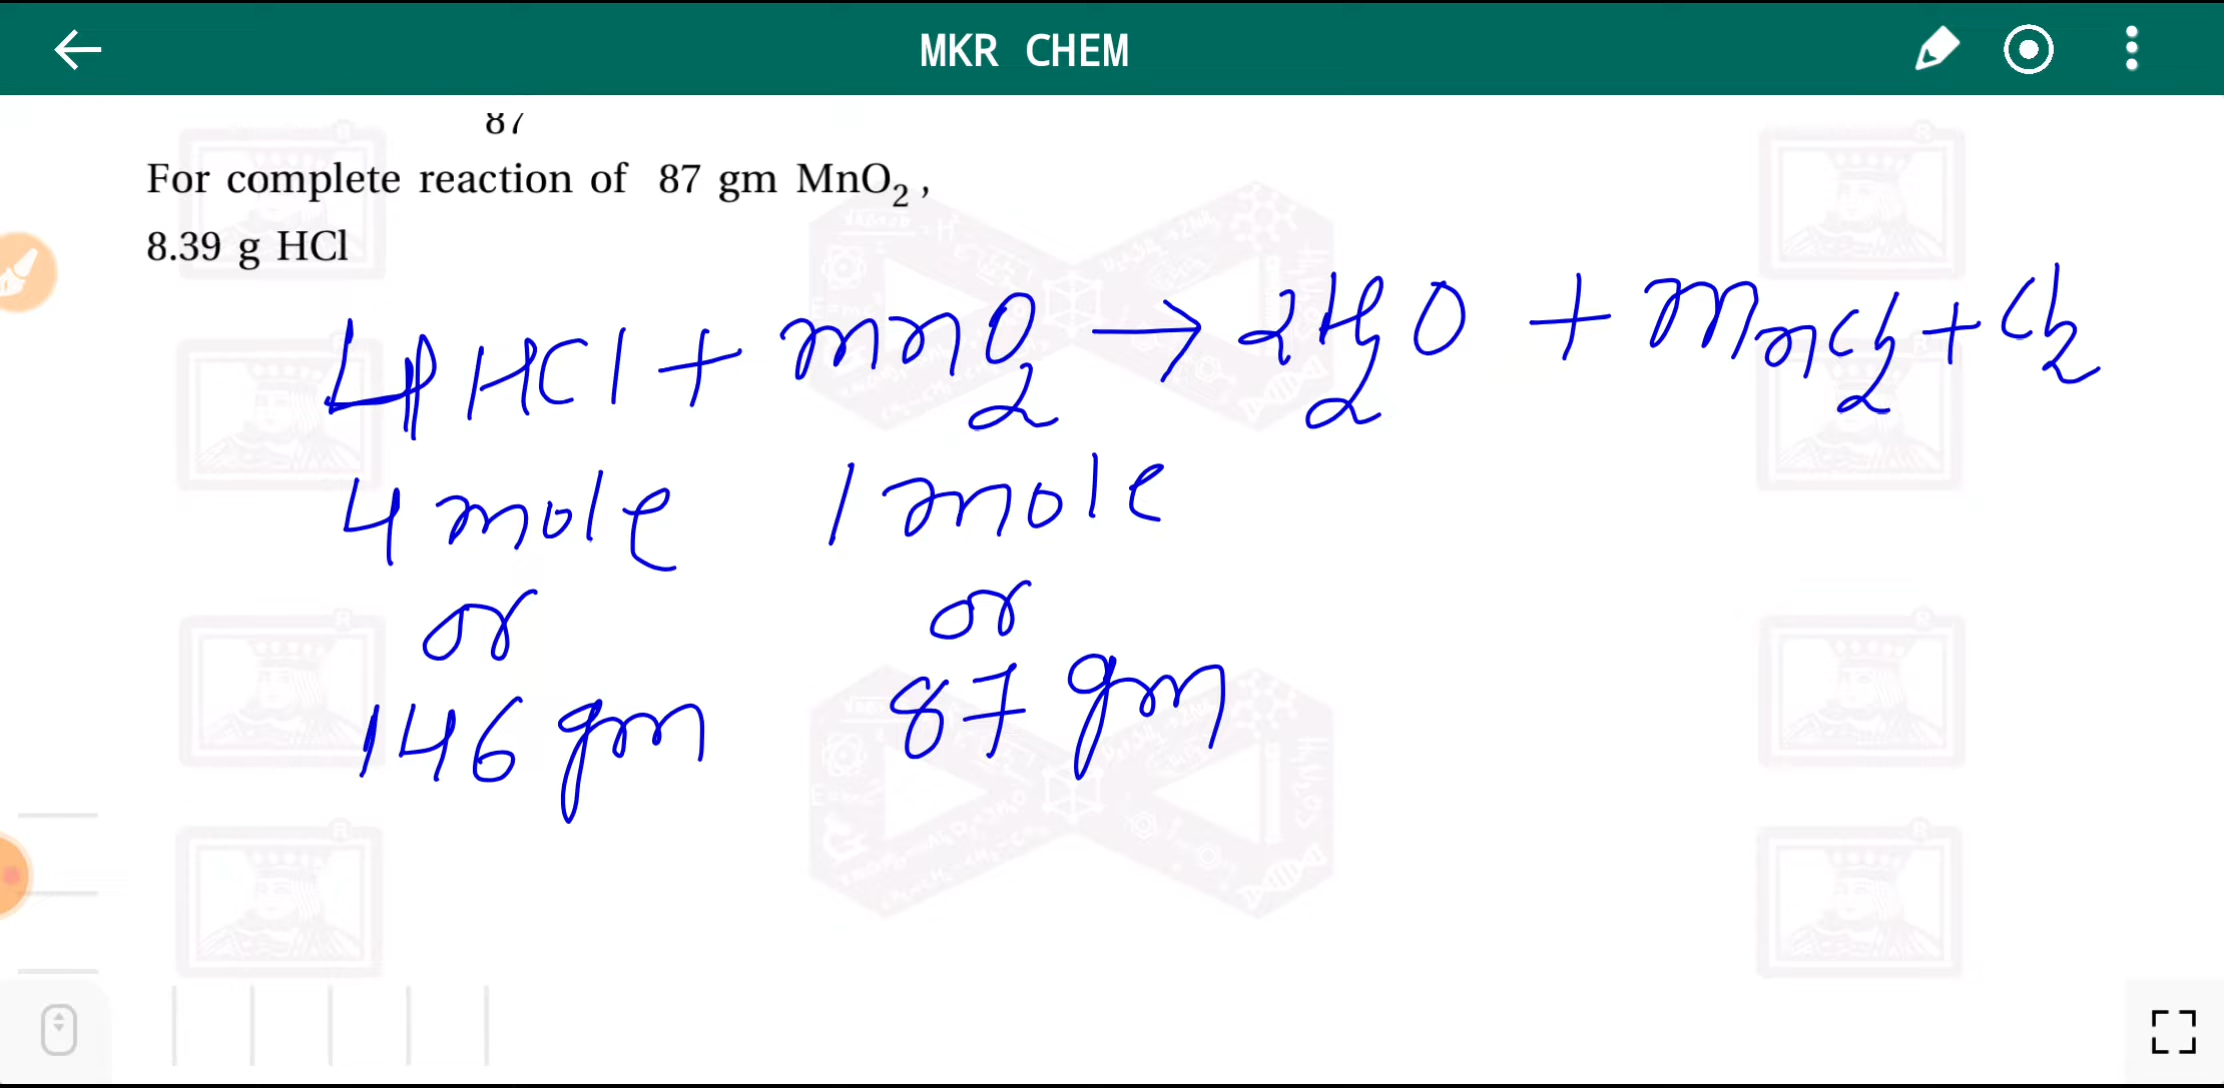 MKR CHEM
87
For complete reaction of 87 gm MnO₂,
8.39 g HCl
4HCl + mnO₂ → 2H₂O + MnCl₂ + Cl₂
4 mole 1 mole
or or
146 gm 87 gm